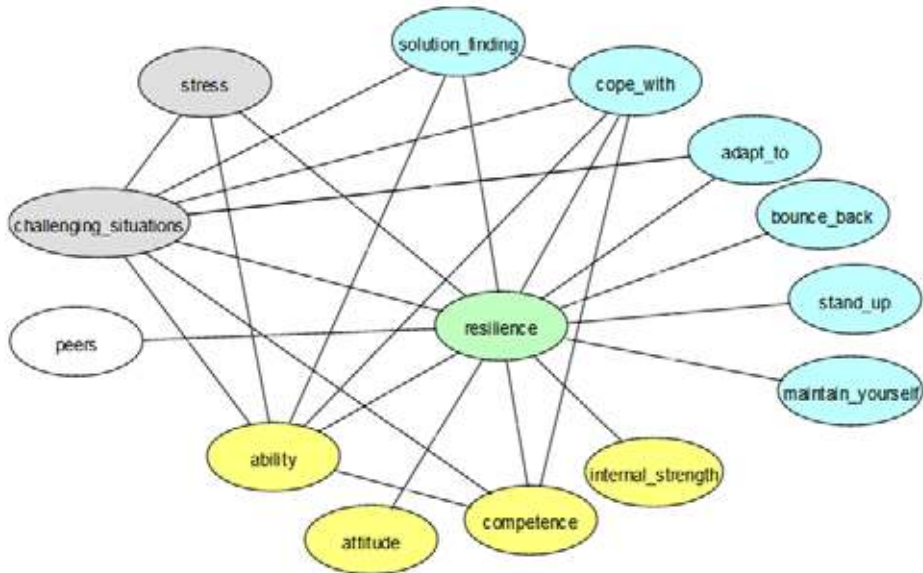 solution_finding
stress
cope_with
adapt_to
challenging_situations
bounce_back
stand_up
resilience
peers
maintain_yourself
ability
internal_strength
competence
attitude